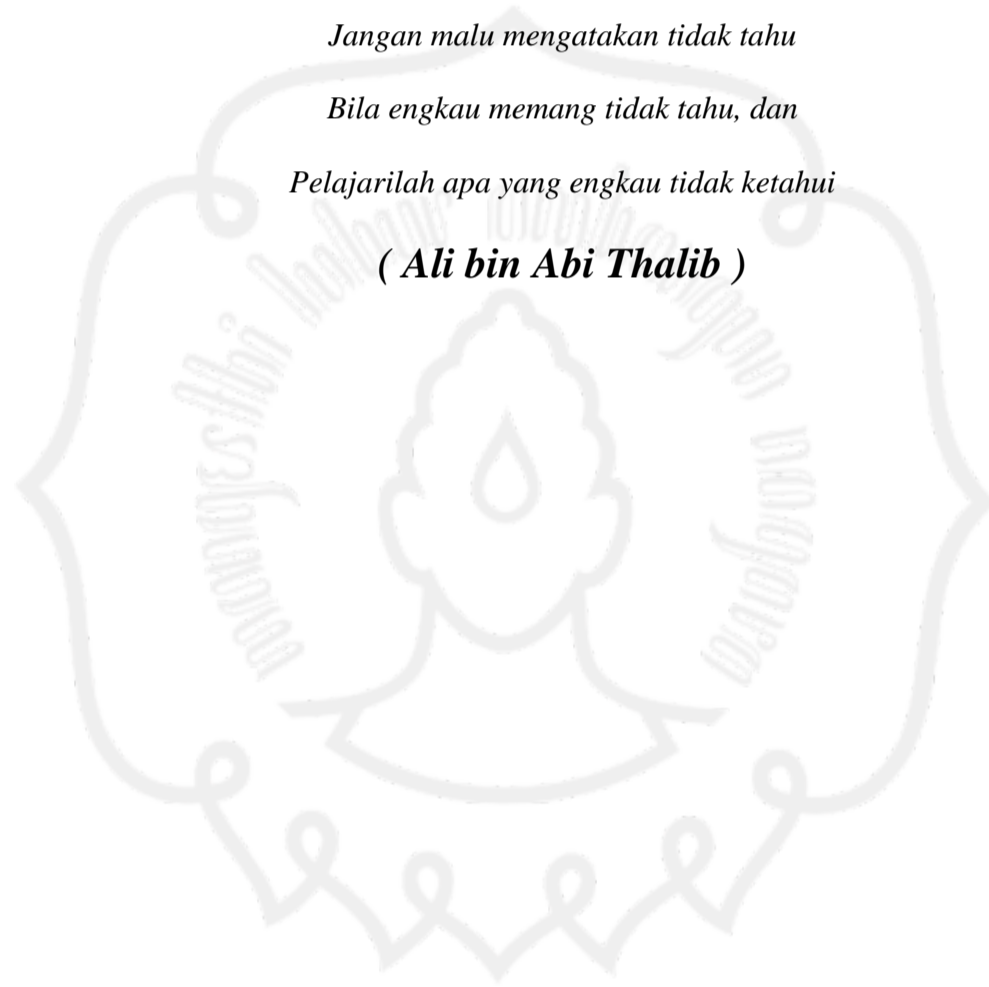 Jangan malu mengatakan tidak tahu
Bila engkau memang tidak tahu, dan
Pelajarilah apa yang engkau tidak ketahui
( Ali bin Abi Thalib )